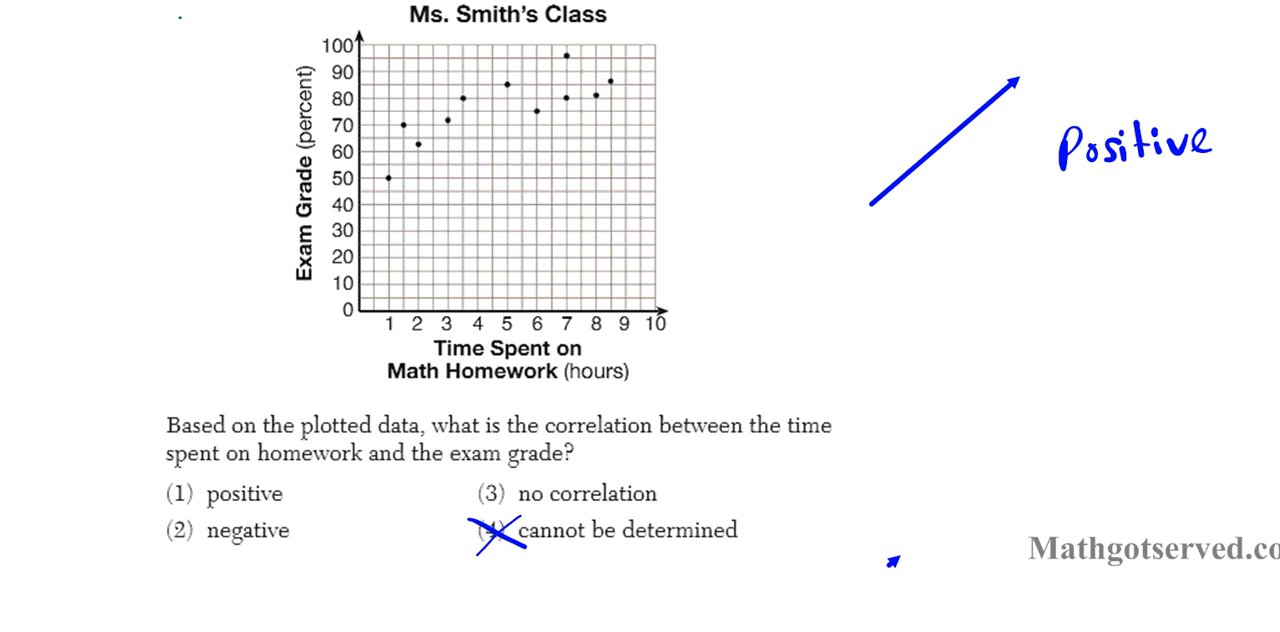 Ms. Smith's Class
100
90
80
70
60
50
40
30
20
10
0
Exam Grade (percent)
1 2 3 4 5 6 7 8 9 10
Time Spent on
Math Homework (hours)
Positive
Based on the plotted data, what is the correlation between the time
spent on homework and the exam grade?
(1) positive (3) no correlation
(2) negative (4) cannot be determined
Mathgotserved.co